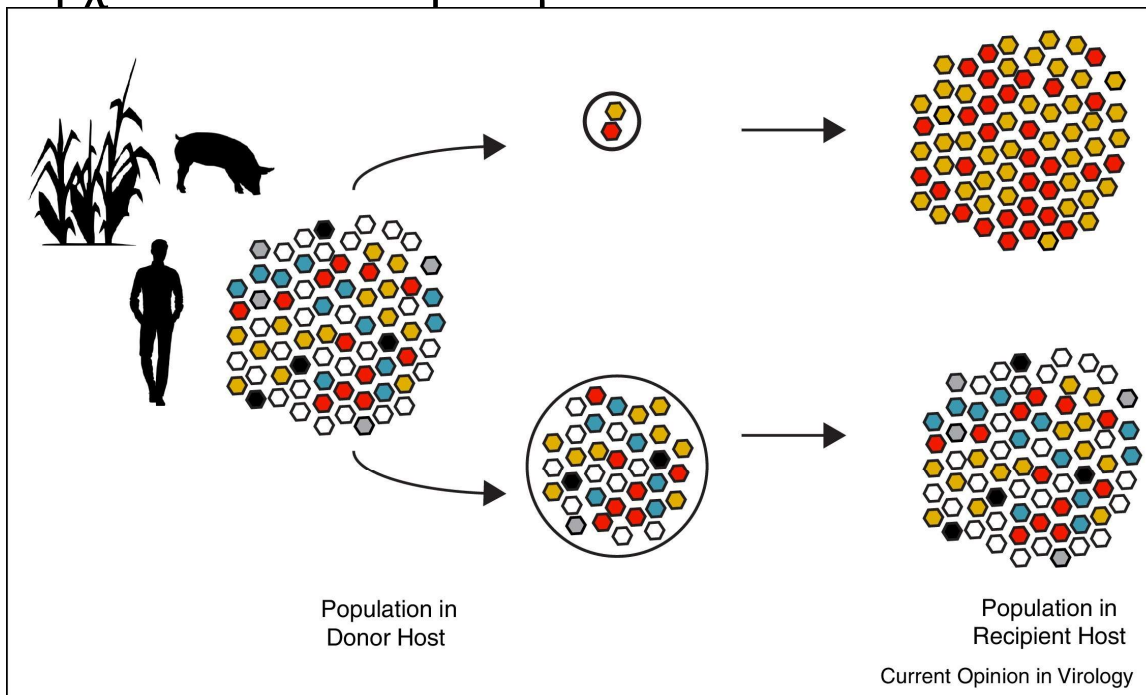 Population in
Donor Host
Population in
Recipient Host
Current Opinion in Virology